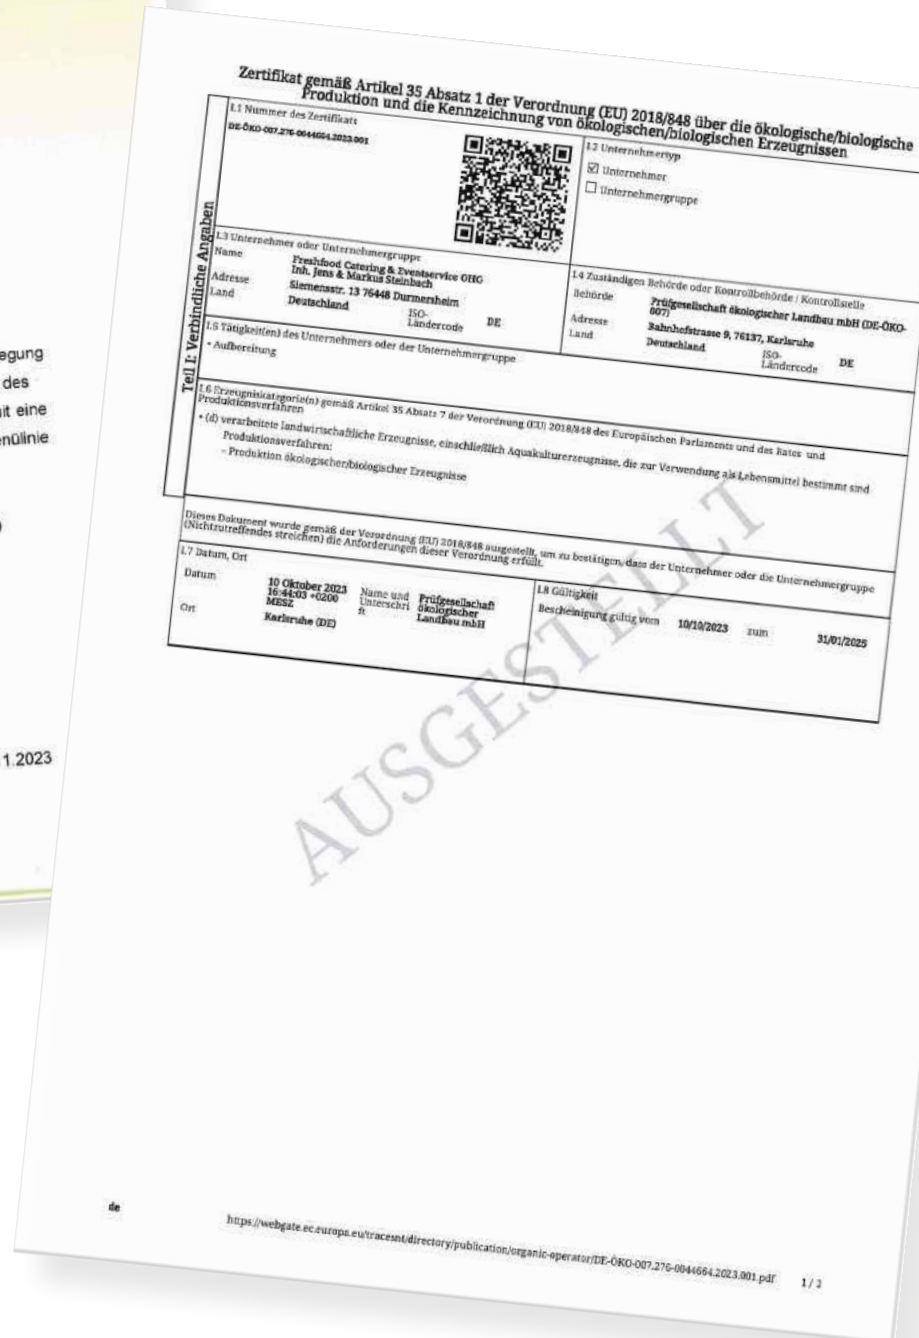 egung
des
it eine
nülinie
1.2023
Zertifikat gemäß Artikel 35 Absatz 1 der Verordnung (EU) 2018/848 über die ökologische/biologische
Produktion und die Kennzeichnung von ökologischen/biologischen Erzeugnissen
Teil I: Verbindliche Angaben
I.1 Nummer des Zertifikats
DE-ÖKO-007.276-0044664.2023.001
I.2 Unternehmertyp
☑ Unternehmer
☐ Unternehmergruppe
I.3 Unternehmer oder Unternehmergruppe
Name Freshfood Catering & Eventservice OHG
Inh. Jens & Markus Steinbach
Adresse Siemensstr. 13 76448 Durmersheim
Land Deutschland ISO-
Ländercode DE
I.4 Zuständigen Behörde oder Kontrollbehörde / Kontrollstelle
Behörde Prüfgesellschaft ökologischer Landbau mbH (DE-ÖKO-
007)
Adresse Bahnhofstrasse 9, 76137, Karlsruhe
Land Deutschland ISO-
Ländercode DE
I.5 Tätigkeit(en) des Unternehmers oder der Unternehmergruppe
• Aufbereitung
I.6 Erzeugniskategorie(n) gemäß Artikel 35 Absatz 7 der Verordnung (EU) 2018/848 des Europäischen Parlaments und des Rates und
Produktionsverfahren
• (d) verarbeitete landwirtschaftliche Erzeugnisse, einschließlich Aquakulturerzeugnisse, die zur Verwendung als Lebensmittel bestimmt sind
Produktionsverfahren:
– Produktion ökologischer/biologischer Erzeugnisse
Dieses Dokument wurde gemäß der Verordnung (EU) 2018/848 ausgestellt, um zu bestätigen, dass der Unternehmer oder die Unternehmergruppe
(Nichtzutreffendes streichen) die Anforderungen dieser Verordnung erfüllt.
I.7 Datum, Ort
Datum 10 Oktober 2023
16:44:03 +0200
MESZ
Ort Karlsruhe (DE)
Name und
Unterschri
ft
Prüfgesellschaft
ökologischer
Landbau mbH
I.8 Gültigkeit
Bescheinigung gültig vom 10/10/2023 zum 31/01/2025
AUSGESTELLT
de
https://webgate.ec.europa.eu/tracesnt/directory/publication/organic-operator/DE-ÖKO-007.276-0044664.2023.001.pdf
1 / 2